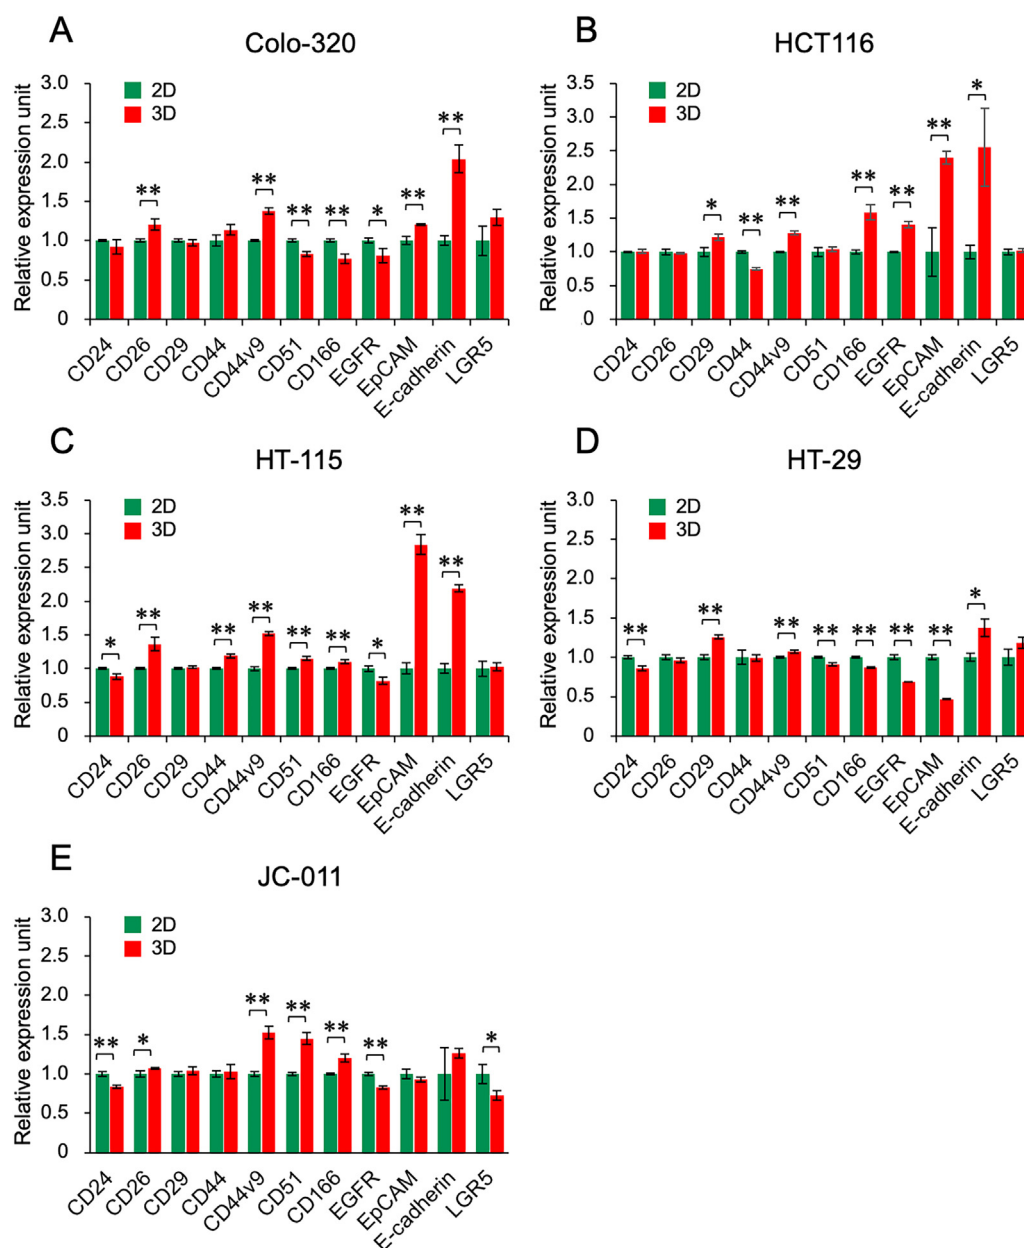 A
Colo-320
Relative expression unit
3.0
2.5
2.0
1.5
1.0
0.5
0
2D
3D
**
**
**
**
*
**
**
CD24
CD26
CD29
CD44
CD44v9
CD51
CD166
EGFR
EpCAM
E-cadherin
LGR5
B
HCT116
Relative expression unit
3.5
3.0
2.5
2.0
1.5
1.0
0.5
0
2D
3D
*
**
**
**
**
**
*
CD24
CD26
CD29
CD44
CD44v9
CD51
CD166
EGFR
EpCAM
E-cadherin
LGR5
C
HT-115
Relative expression unit
3.5
3.0
2.5
2.0
1.5
1.0
0.5
0
2D
3D
*
**
**
**
**
**
*
**
**
CD24
CD26
CD29
CD44
CD44v9
CD51
CD166
EGFR
EpCAM
E-cadherin
LGR5
D
HT-29
Relative expression unit
3.0
2.5
2.0
1.5
1.0
0.5
0
2D
3D
**
**
**
**
**
**
**
*
CD24
CD26
CD29
CD44
CD44v9
CD51
CD166
EGFR
EpCAM
E-cadherin
LGR5
E
JC-011
Relative expression unit
3.0
2.5
2.0
1.5
1.0
0.5
0
2D
3D
**
*
**
**
**
**
*
CD24
CD26
CD29
CD44
CD44v9
CD51
CD166
EGFR
EpCAM
E-cadherin
LGR5